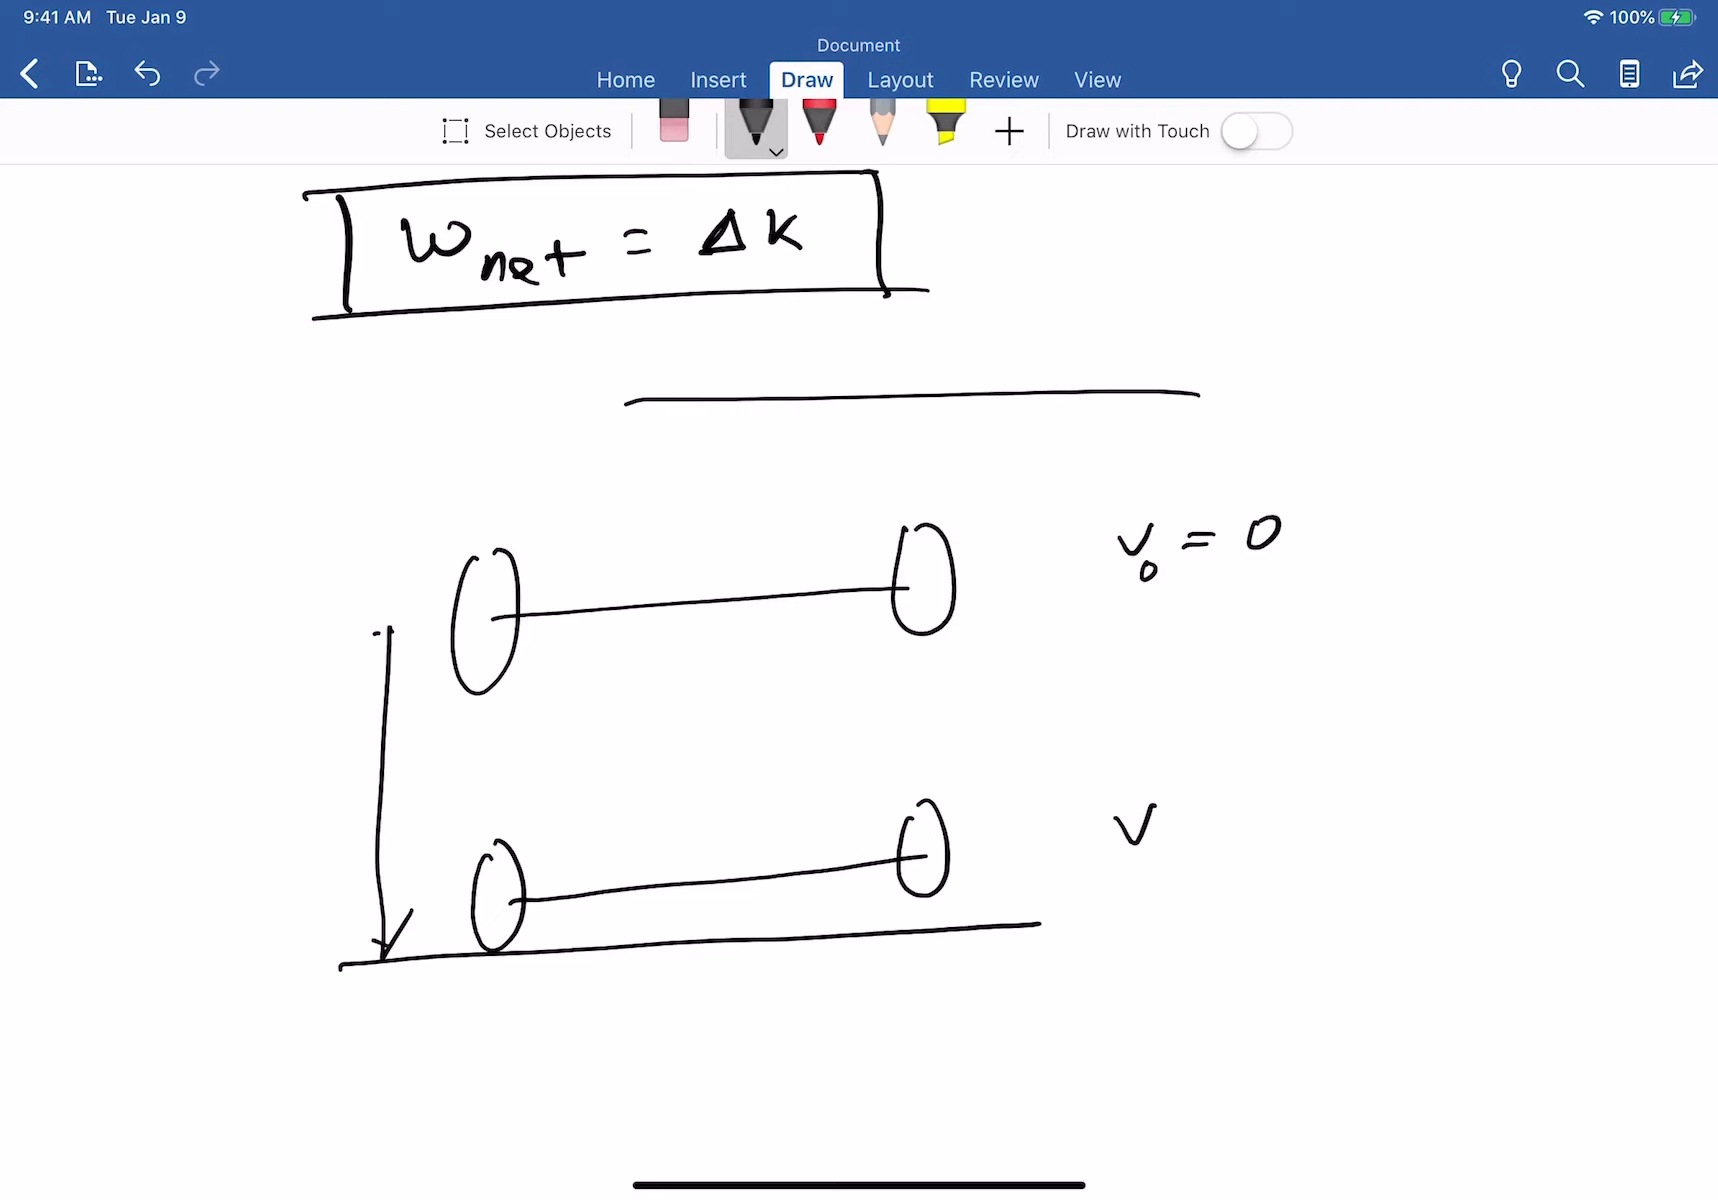 9:41 AM Tue Jan 9
100%
Document
Home Insert Draw Layout Review View
Select Objects
Draw with Touch
W_net = ΔK
v₀ = 0
v